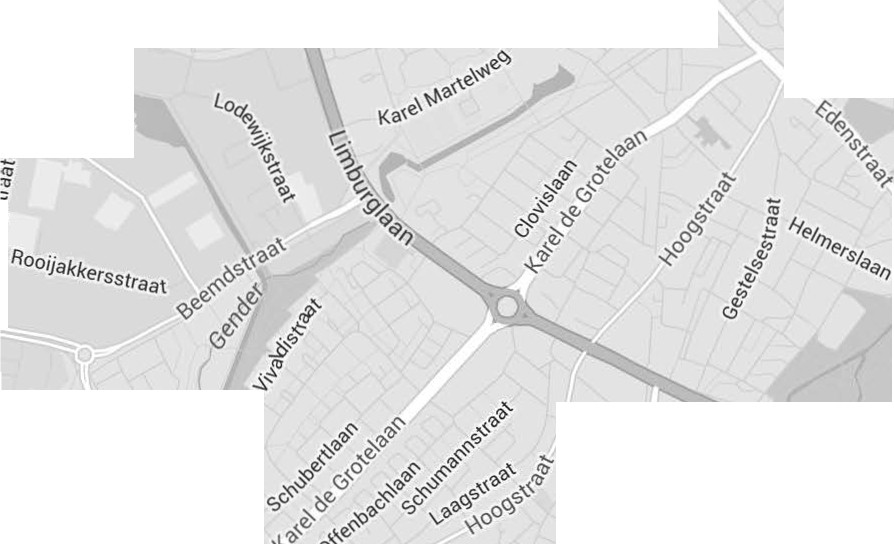 Karel Martelweg
Lodewijkstraat
Limburglaan
Edenstraat
Clovislaan
Karel de Grotelaan
Hoogstraat
Gestelsestraat
Helmerslaan
Rooijakkersstraat
Beemdstraat
Gender
Vivaldistraat
Schubertlaan
Karel de Grotelaan
Offenbachlaan
Schumannstraat
Laagstraat
Hoogstraat